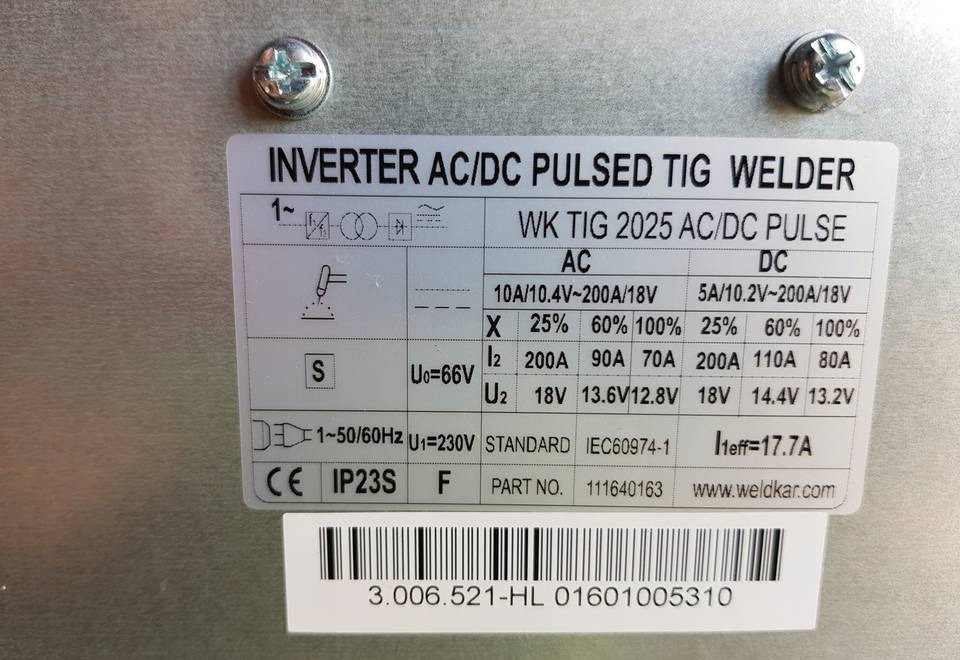 INVERTER AC/DC PULSED TIG WELDER
1~ WK TIG 2025 AC/DC PULSE
AC DC
10A/10.4V~200A/18V 5A/10.2V~200A/18V
X 25% 60% 100% 25% 60% 100%
I2 200A 90A 70A 200A 110A 80A
S U0=66V
U2 18V 13.6V 12.8V 18V 14.4V 13.2V
1~50/60Hz U1=230V STANDARD IEC60974-1 I1eff=17.7A
CE IP23S F PART NO. 111640163 www.weldkar.com
3.006.521-HL 01601005310